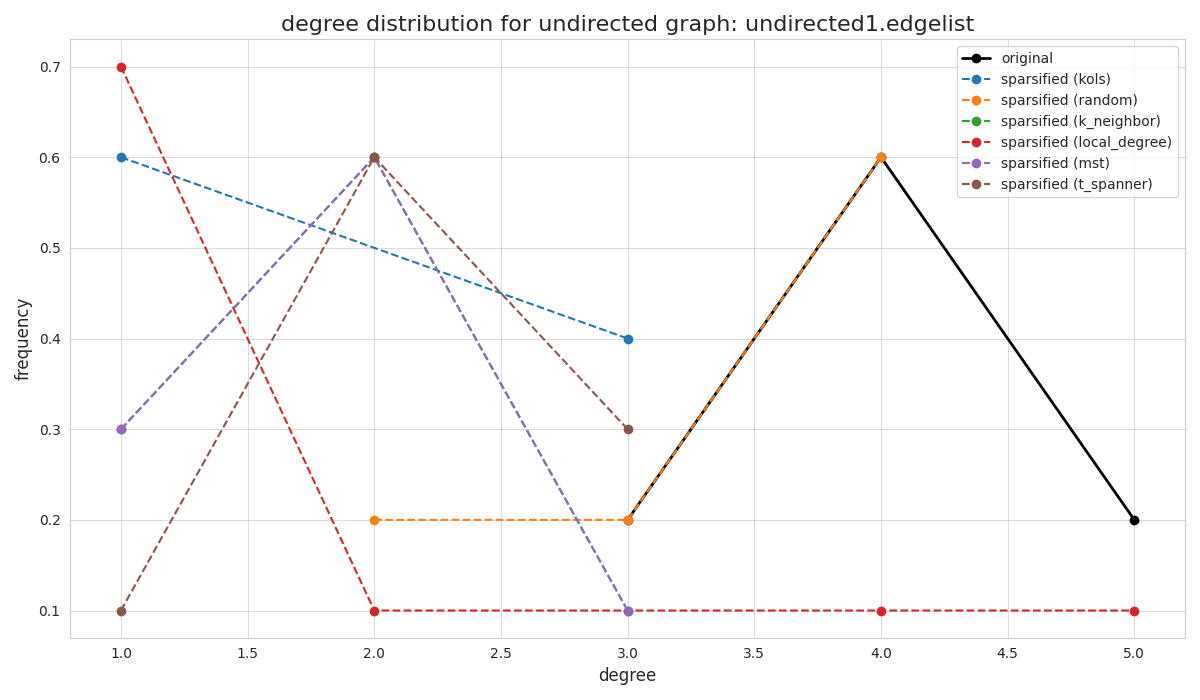 degree distribution for undirected graph: undirected1.edgelist
original
sparsified (kols)
sparsified (random)
sparsified (k_neighbor)
sparsified (local_degree)
sparsified (mst)
sparsified (t_spanner)
frequency
0.7
0.6
0.5
0.4
0.3
0.2
0.1
1.0 1.5 2.0 2.5 3.0 3.5 4.0 4.5 5.0
degree